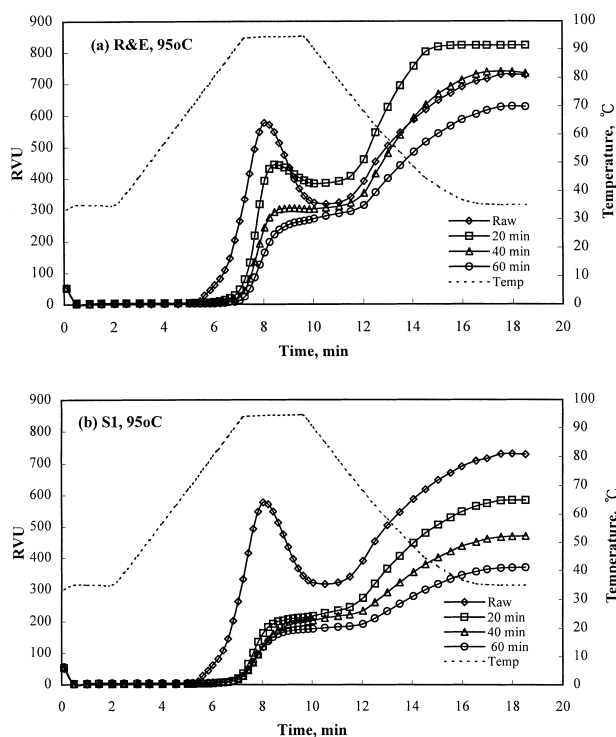 (a) R&E, 95oC
RVU
900
800
700
600
500
400
300
200
100
0
Temperature, ℃
100
90
80
70
60
50
40
30
20
10
0
Raw
20 min
40 min
60 min
Temp
0 2 4 6 8 10 12 14 16 18 20
Time, min
(b) S1, 95oC
RVU
900
800
700
600
500
400
300
200
100
0
Temperature, ℃
100
90
80
70
60
50
40
30
20
10
0
Raw
20 min
40 min
60 min
Temp
0 2 4 6 8 10 12 14 16 18 20
Time, min